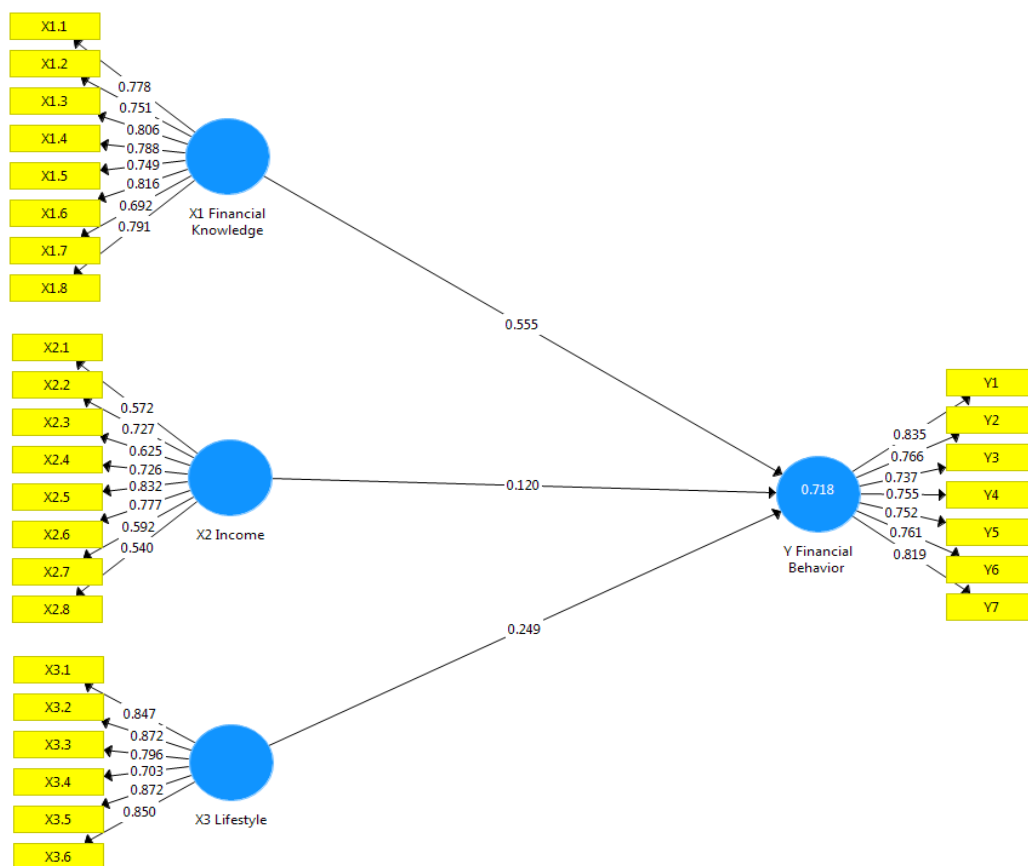 X1.1
X1.2
X1.3
X1.4
X1.5
X1.6
X1.7
X1.8
0.778
0.751
0.806
0.788
0.749
0.816
0.692
0.791
X1 Financial
Knowledge
0.555
X2.1
X2.2
X2.3
X2.4
X2.5
X2.6
X2.7
X2.8
0.572
0.727
0.625
0.726
0.832
0.777
0.592
0.540
X2 Income
0.120
X3.1
X3.2
X3.3
X3.4
X3.5
X3.6
0.847
0.872
0.796
0.703
0.872
0.850
X3 Lifestyle
0.249
0.718
Y Financial
Behavior
0.835
0.766
0.737
0.755
0.752
0.761
0.819
Y1
Y2
Y3
Y4
Y5
Y6
Y7